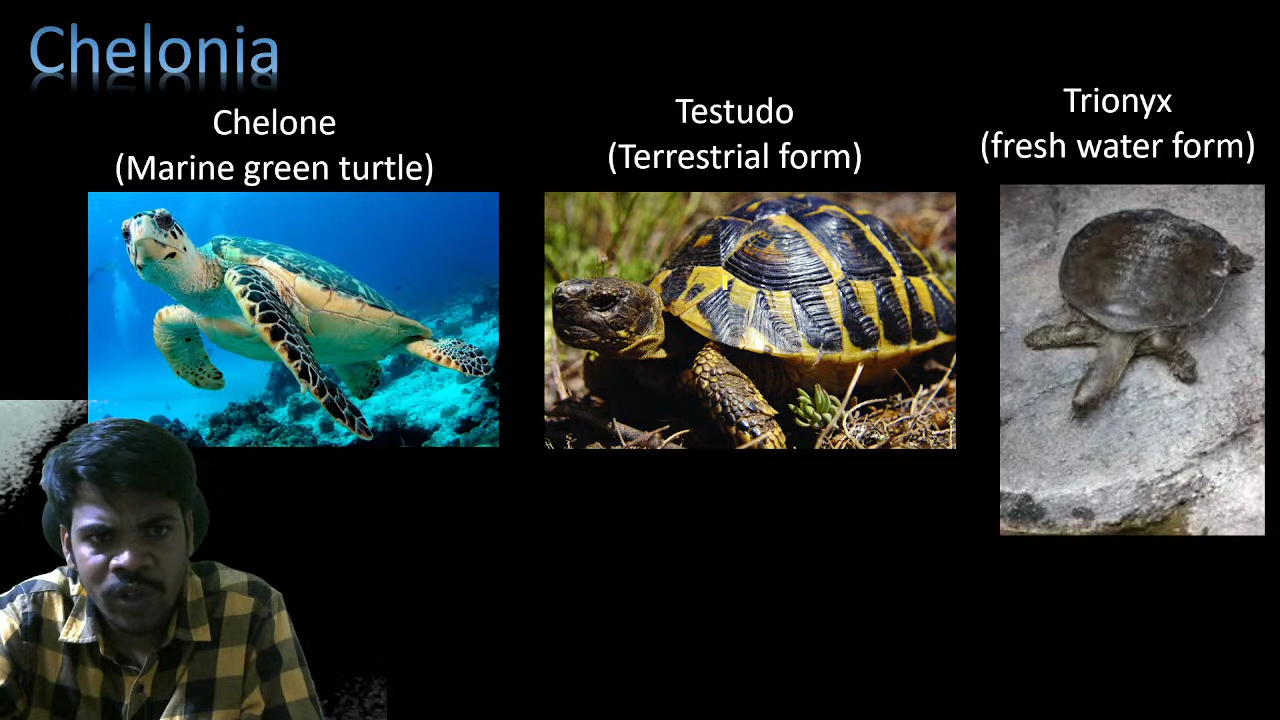 Chelonia
Chelone
(Marine green turtle)
Testudo
(Terrestrial form)
Trionyx
(fresh water form)